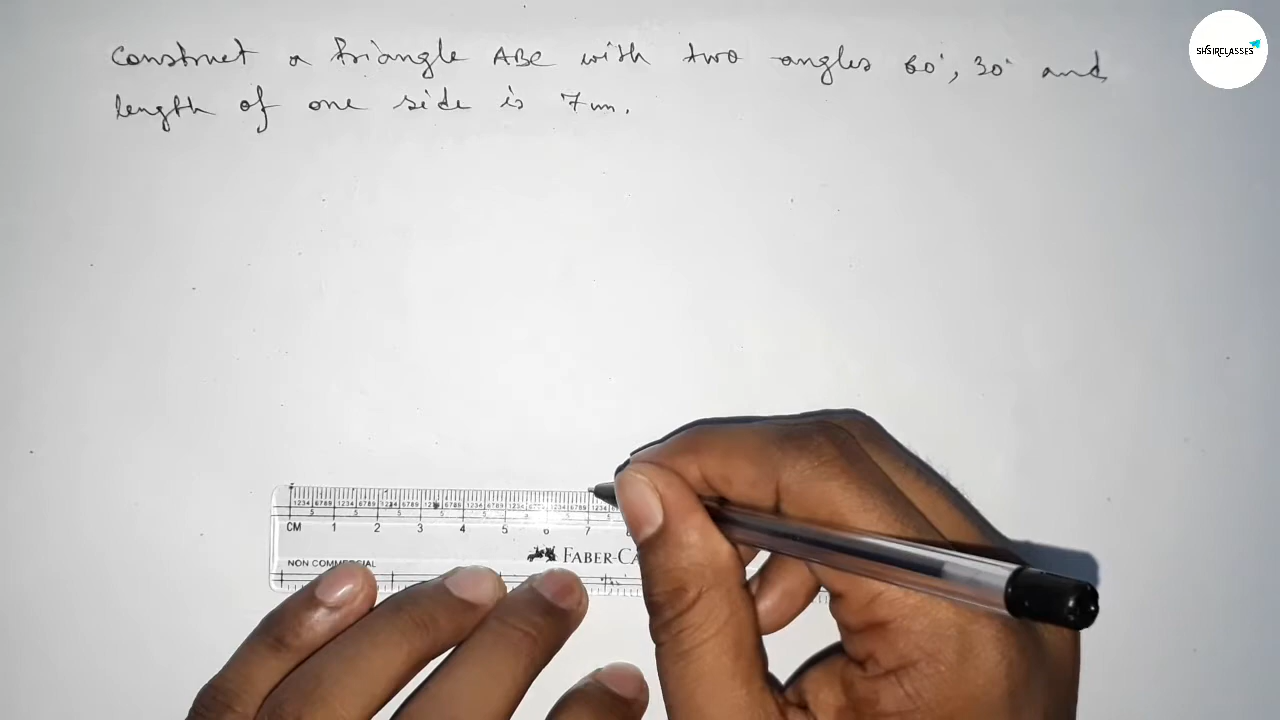 Construct a triangle ABC with two angles 60°, 30° and
length of one side is 7cm.
SHSIRCLASSES
CM 1 2 3 4 5 6 7
FABER-CA
NON COMMERCIAL